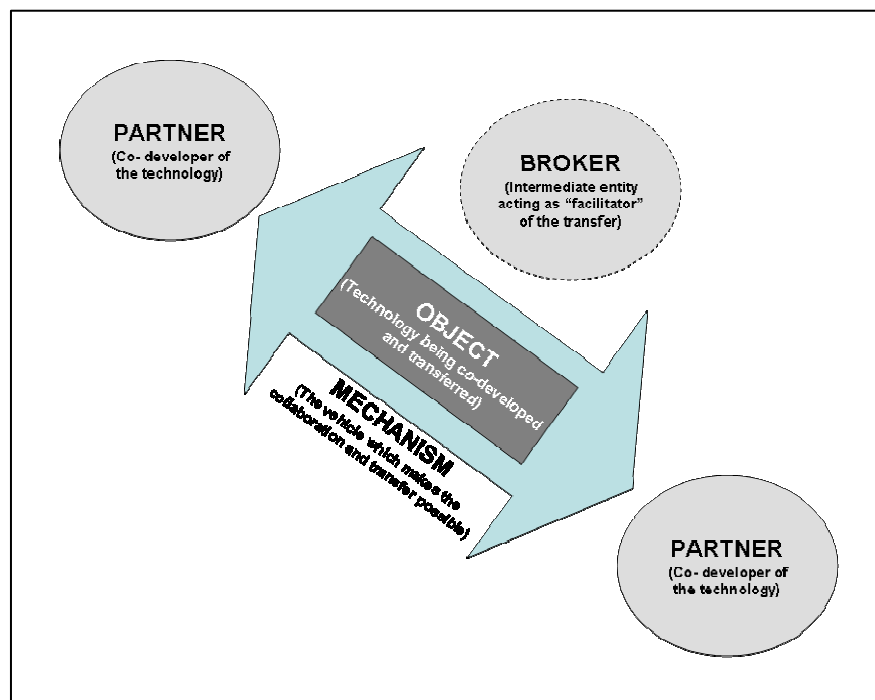 PARTNER
(Co- developer of
the technology)
BROKER
(Intermediate entity
acting as “facilitator”
of the transfer)
OBJECT
(Technology being co-developed
and transferred)
MECHANISM
(The vehicle which makes the
collaboration and transfer possible)
PARTNER
(Co- developer of
the technology)